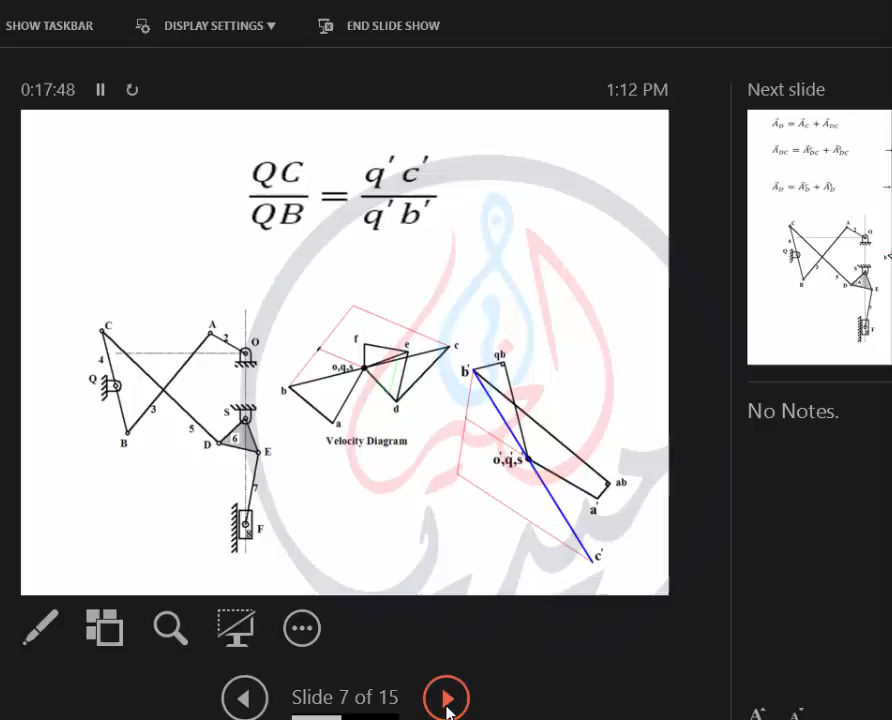 SHOW TASKBAR DISPLAY SETTINGS ▼ END SLIDE SHOW
0:17:48 1:12 PM
Next slide
QC / QB = q' c' / q' b'
C
A
2
O
4
Q
3
B
5
S
D
6
E
7
8
F
f
e
c
o,q,s
b
d
a
Velocity Diagram
qb
b'
o',q',s'
ab
a'
c'
No Notes.
Slide 7 of 15
A A